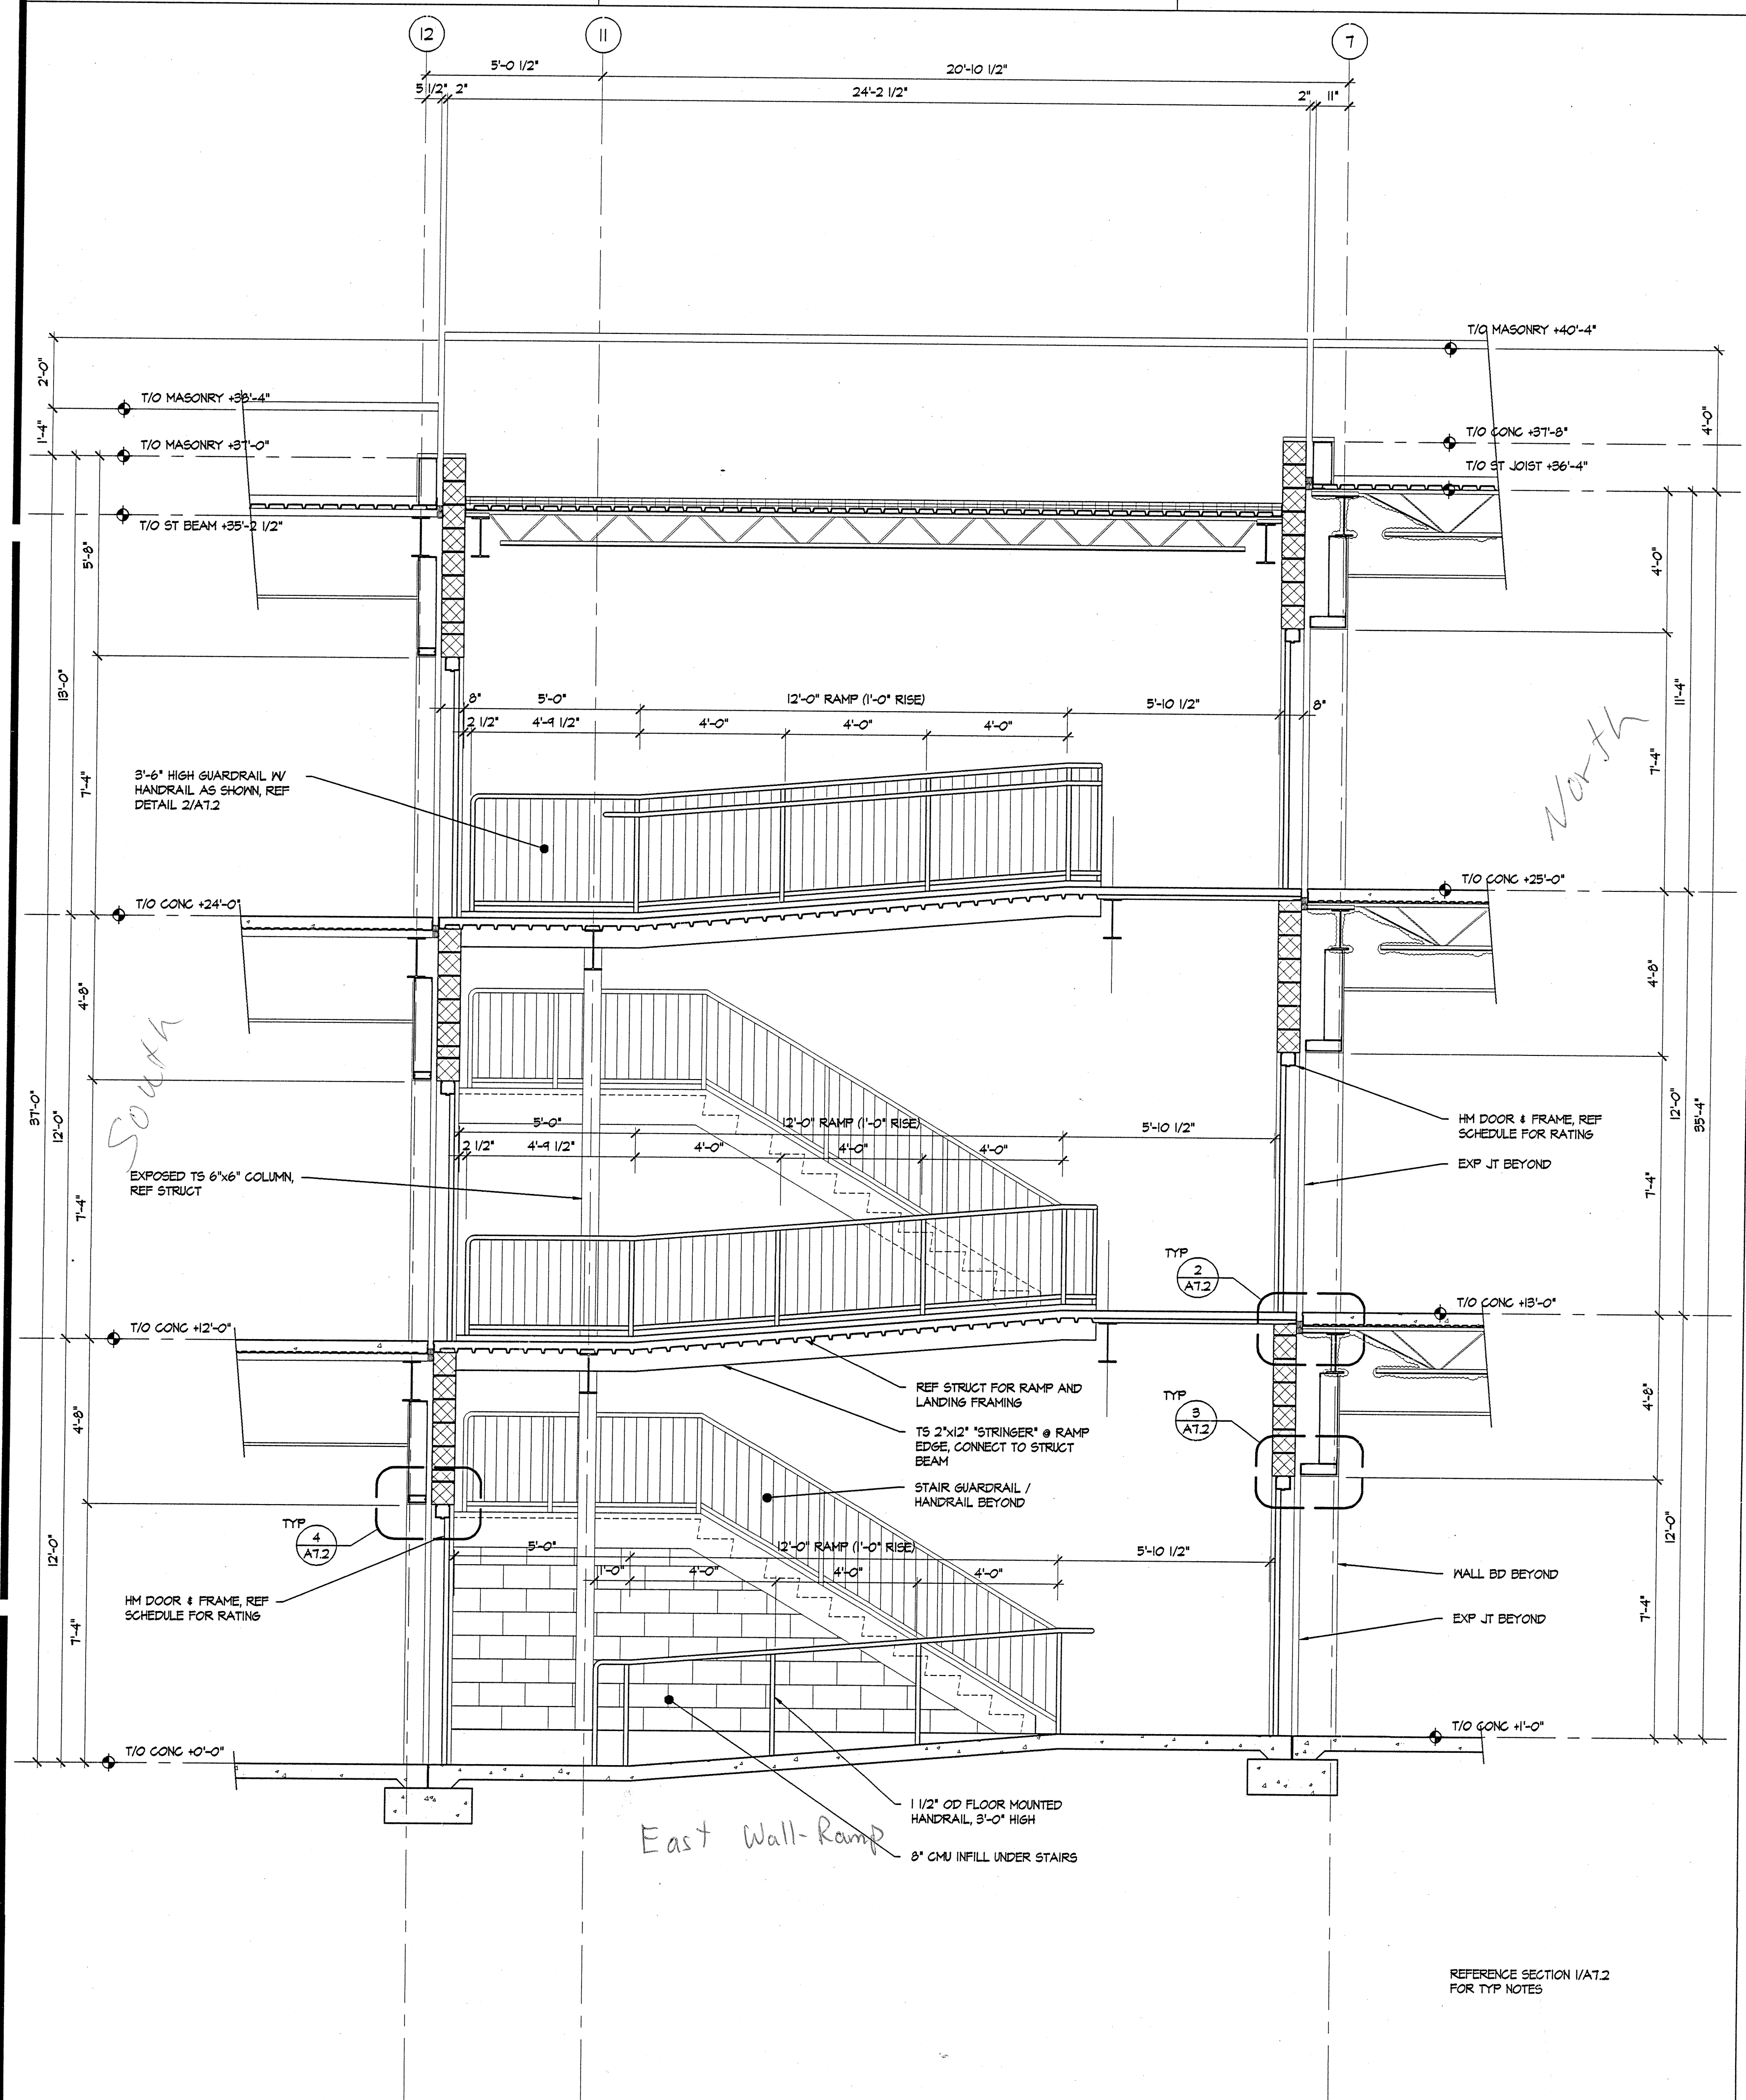 12
11
7
5'-0 1/2"
20'-10 1/2"
5 1/2"
2"
24'-2 1/2"
2"
11"
T/O MASONRY +40'-4"
2'-0"
T/O MASONRY +38'-4"
4'-0"
1'-4"
T/O MASONRY +37'-0"
T/O CONC +37'-8"
T/O ST JOIST +36'-4"
T/O ST BEAM +35'-2 1/2"
5'-8"
4'-0"
13'-0"
11'-4"
8"
5'-0"
12'-0" RAMP (1'-0" RISE)
5'-10 1/2"
8"
2 1/2"
4'-9 1/2"
4'-0"
4'-0"
4'-0"
North
7'-4"
7'-4"
3'-6" HIGH GUARDRAIL W/
HANDRAIL AS SHOWN, REF
DETAIL 2/A7.2
T/O CONC +24'-0"
T/O CONC +25'-0"
4'-8"
4'-8"
South
37'-0"
12'-0"
12'-0"
35'-4"
HM DOOR & FRAME, REF
SCHEDULE FOR RATING
5'-0"
12'-0" RAMP (1'-0" RISE)
5'-10 1/2"
2 1/2"
4'-9 1/2"
4'-0"
4'-0"
4'-0"
EXP JT BEYOND
EXPOSED TS 6"x6" COLUMN,
REF STRUCT
7'-4"
7'-4"
TYP
2
A7.2
T/O CONC +12'-0"
T/O CONC +13'-0"
REF STRUCT FOR RAMP AND
LANDING FRAMING
TYP
3
A7.2
4'-8"
4'-8"
TS 2"x12" "STRINGER" @ RAMP
EDGE, CONNECT TO STRUCT
BEAM
STAIR GUARDRAIL /
HANDRAIL BEYOND
TYP
4
A7.2
12'-0"
12'-0"
5'-0"
12'-0" RAMP (1'-0" RISE)
5'-10 1/2"
1'-0"
4'-0"
4'-0"
4'-0"
WALL BD BEYOND
HM DOOR & FRAME, REF
SCHEDULE FOR RATING
7'-4"
7'-4"
EXP JT BEYOND
T/O CONC +0'-0"
T/O CONC +1'-0"
1 1/2" OD FLOOR MOUNTED
HANDRAIL, 3'-0" HIGH
East Wall-Ramp
8" CMU INFILL UNDER STAIRS
REFERENCE SECTION 1/A7.2
FOR TYP NOTES